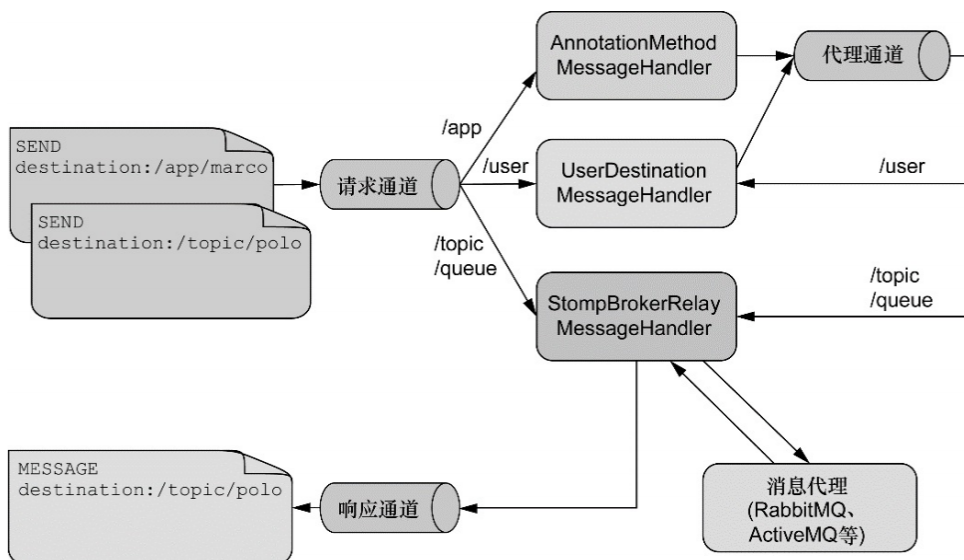 AnnotationMethod
MessageHandler
代理通道
/app
SEND
destination:/app/marco
请求通道
/user
UserDestination
MessageHandler
/user
SEND
destination:/topic/polo
/topic
/queue
StompBrokerRelay
MessageHandler
/topic
/queue
MESSAGE
destination:/topic/polo
响应通道
消息代理
(RabbitMQ、
ActiveMQ等)